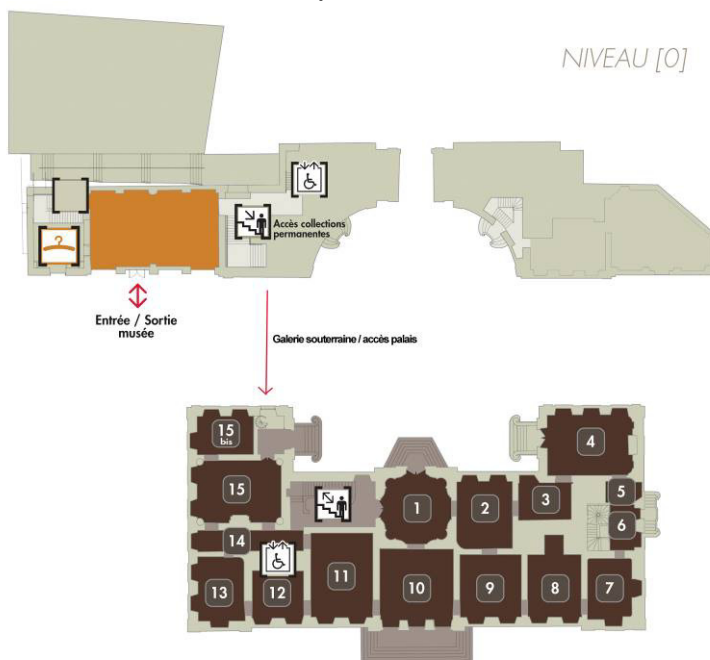 NIVEAU [0]
?
Accès collections
permanentes
Entrée / Sortie
musée
Galerie souterraine / accès palais
15
bis
4
15
5
1
2
3
6
14
13
12
11
10
9
8
7